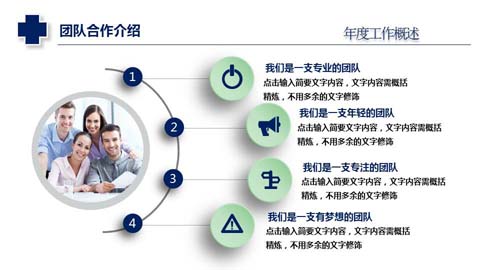 团队合作介绍
年度工作概述
1
我们是一支专业的团队
点击输入简要文字内容，文字内容需概括
精炼，不用多余的文字修饰
2
我们是一支年轻的团队
点击输入简要文字内容，文字内容需概括
精炼，不用多余的文字修饰
3
我们是一支专注的团队
点击输入简要文字内容，文字内容需概括
精炼，不用多余的文字修饰
4
我们是一支有梦想的团队
点击输入简要文字内容，文字内容需概括
精炼，不用多余的文字修饰